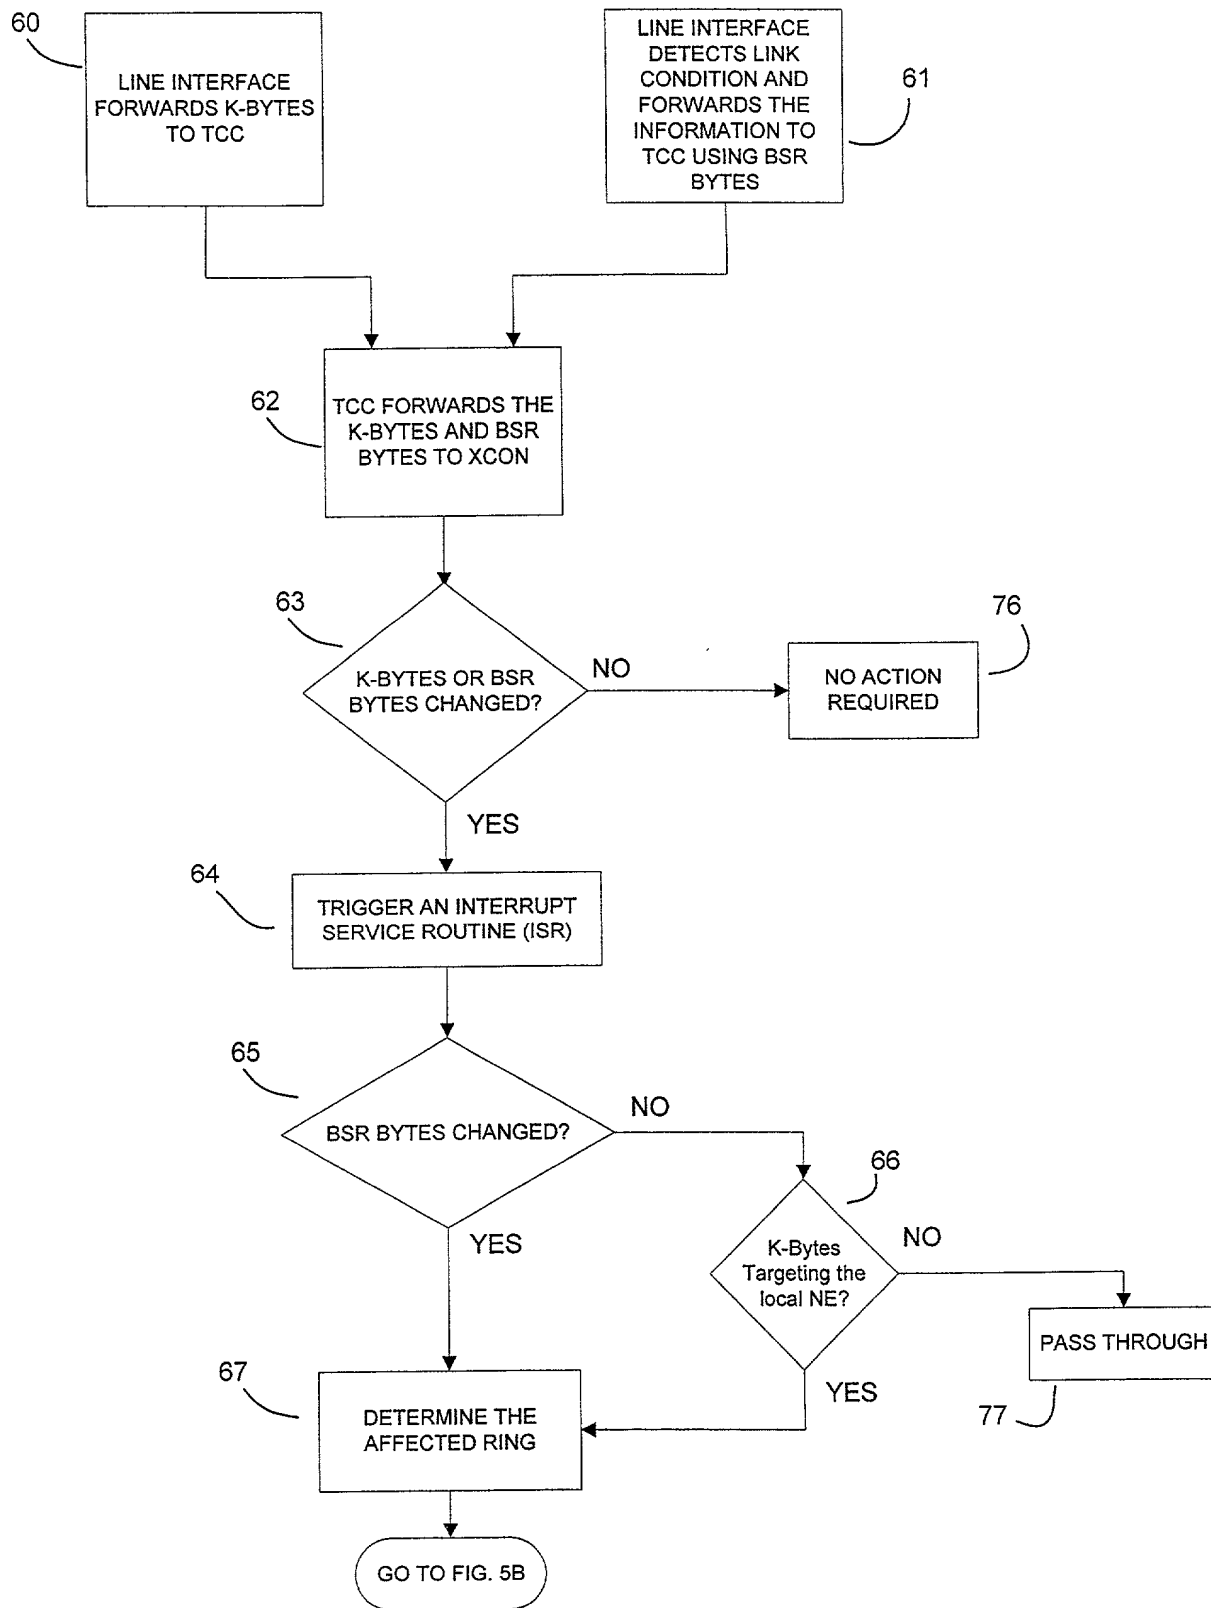 60
LINE INTERFACE
FORWARDS K-BYTES
TO TCC
LINE INTERFACE
DETECTS LINK
CONDITION AND
FORWARDS THE
INFORMATION TO
TCC USING BSR
BYTES
61
62
TCC FORWARDS THE
K-BYTES AND BSR
BYTES TO XCON
63
K-BYTES OR BSR
BYTES CHANGED?
NO
76
NO ACTION
REQUIRED
YES
64
TRIGGER AN INTERRUPT
SERVICE ROUTINE (ISR)
65
BSR BYTES CHANGED?
NO
66
K-Bytes
Targeting the
local NE?
NO
YES
PASS THROUGH
77
YES
67
DETERMINE THE
AFFECTED RING
GO TO FIG. 5B